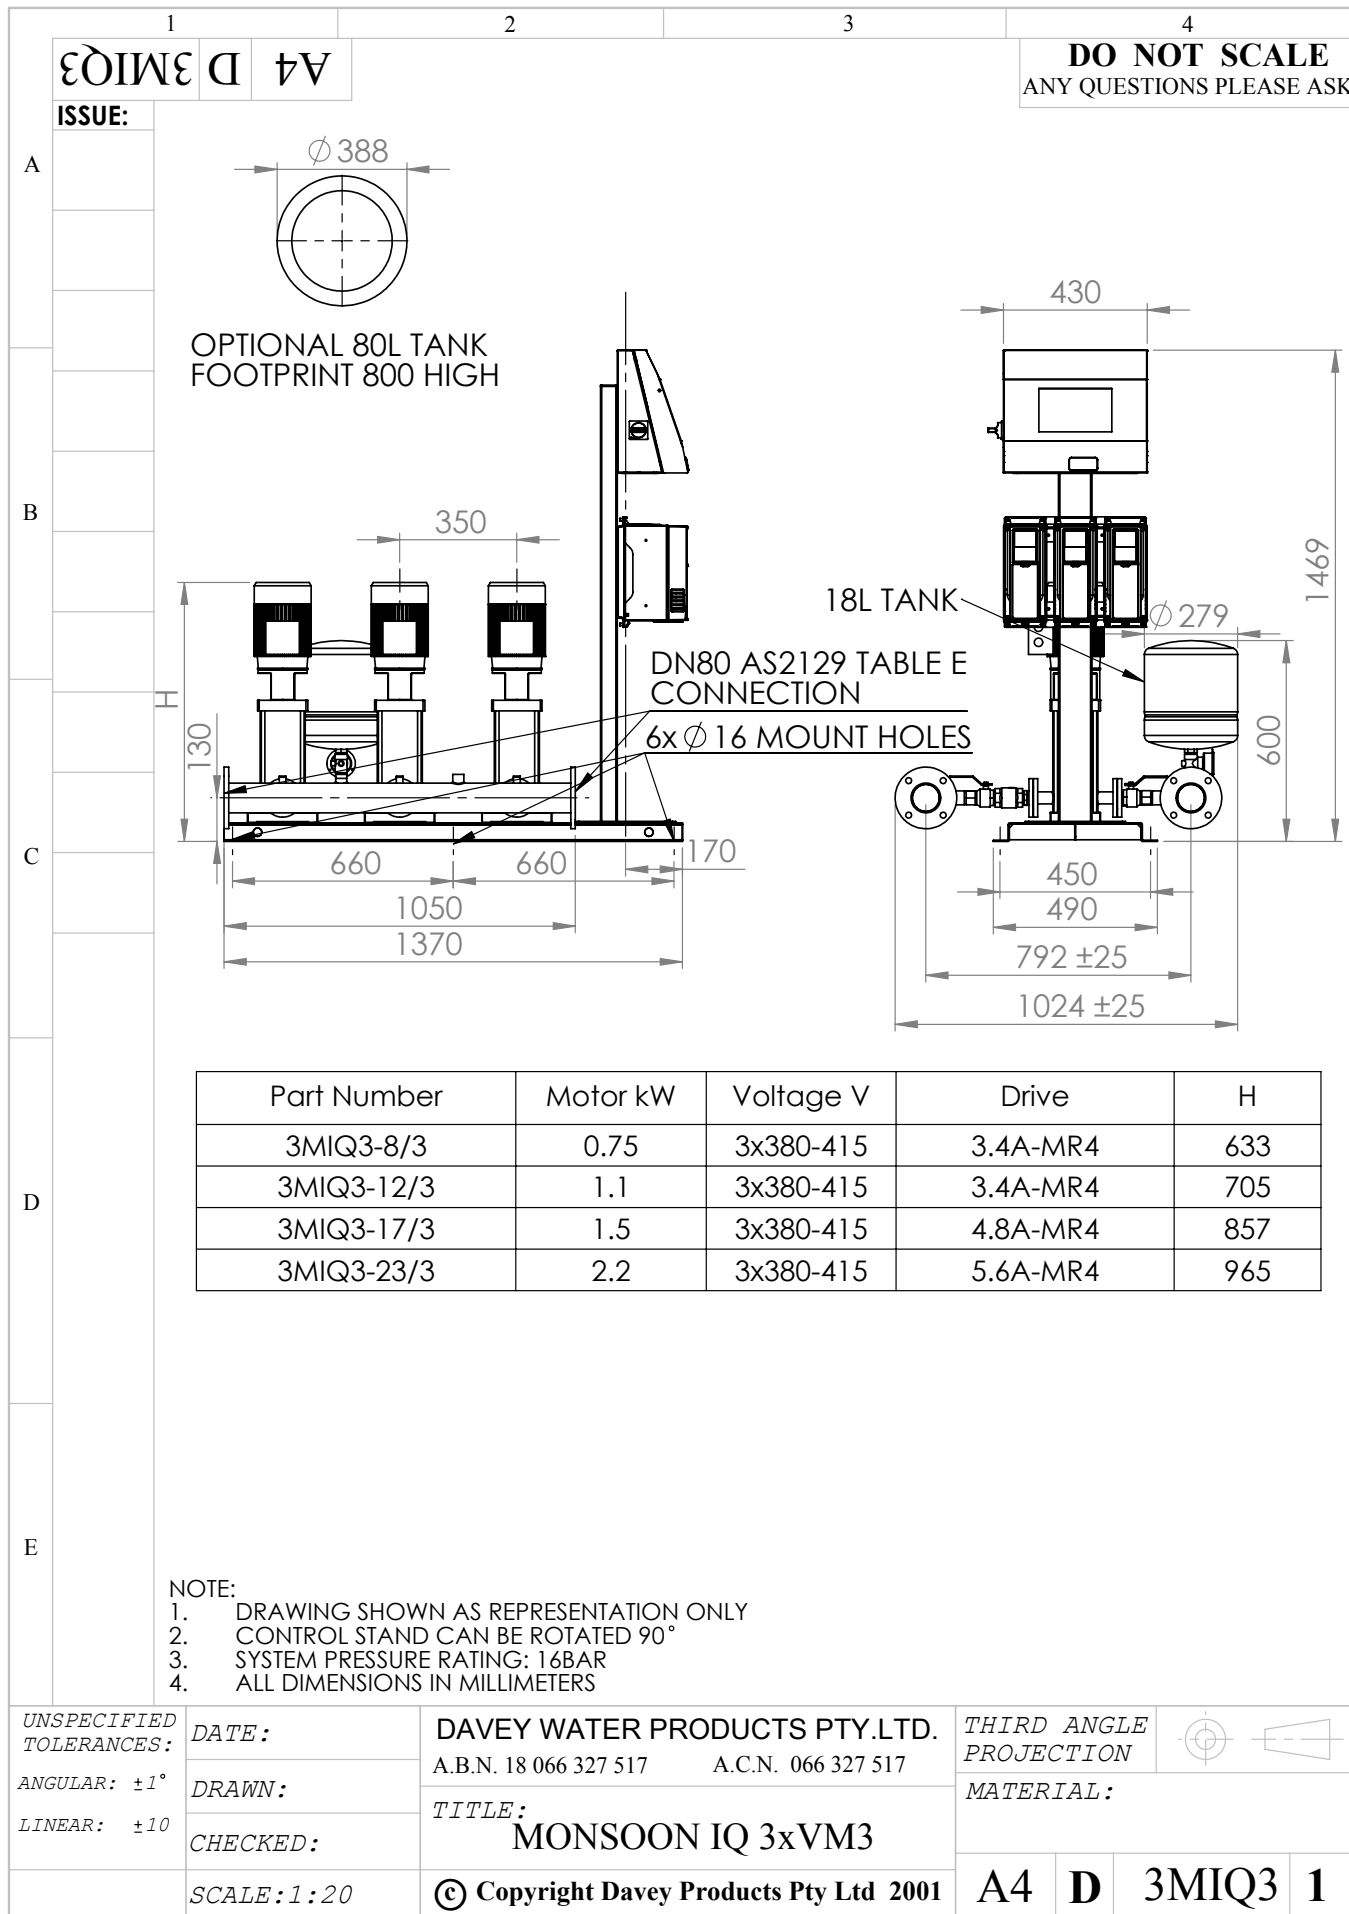 1 2 3 4
3MIQ3 D A4
DO NOT SCALE
ANY QUESTIONS PLEASE ASK
ISSUE:
A
B
C
D
E
∅388
OPTIONAL 80L TANK
FOOTPRINT 800 HIGH
350
H
130
DN80 AS2129 TABLE E
CONNECTION
6x ∅16 MOUNT HOLES
660 660 170
1050
1370
430
1469
18L TANK
∅279
600
450
490
792 ±25
1024 ±25
Part Number Motor kW Voltage V Drive H
3MIQ3-8/3 0.75 3x380-415 3.4A-MR4 633
3MIQ3-12/3 1.1 3x380-415 3.4A-MR4 705
3MIQ3-17/3 1.5 3x380-415 4.8A-MR4 857
3MIQ3-23/3 2.2 3x380-415 5.6A-MR4 965
NOTE:
1. DRAWING SHOWN AS REPRESENTATION ONLY
2. CONTROL STAND CAN BE ROTATED 90°
3. SYSTEM PRESSURE RATING: 16BAR
4. ALL DIMENSIONS IN MILLIMETERS
UNSPECIFIED
TOLERANCES:
ANGULAR: ±1°
LINEAR: ±10
DATE:
DRAWN:
CHECKED:
SCALE:1:20
DAVEY WATER PRODUCTS PTY.LTD.
A.B.N. 18 066 327 517 A.C.N. 066 327 517
TITLE:
MONSOON IQ 3xVM3
© Copyright Davey Products Pty Ltd 2001
THIRD ANGLE
PROJECTION
MATERIAL:
A4 D 3MIQ3 1